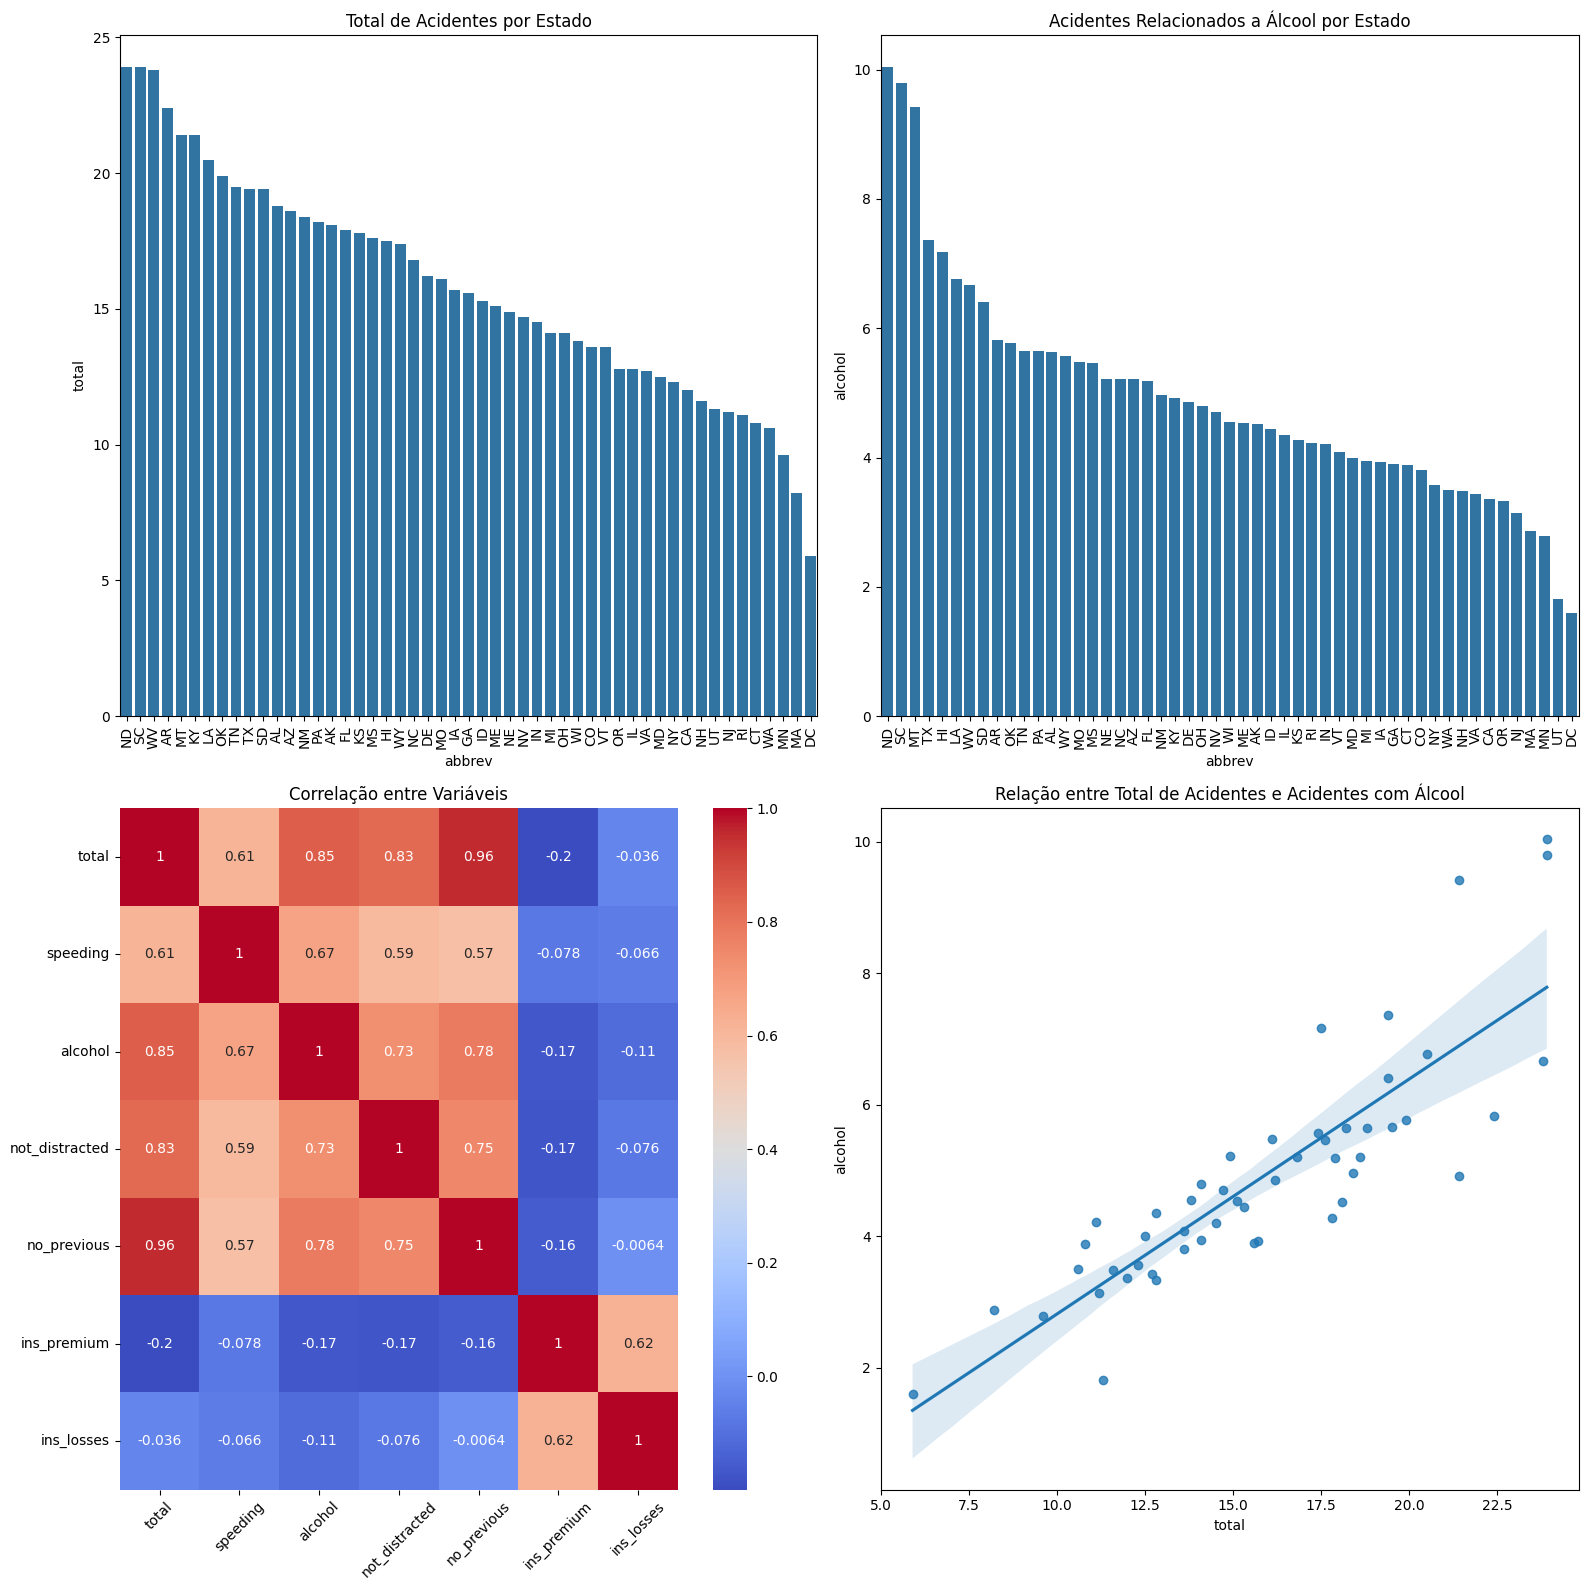 Total de Acidentes por Estado
25
20
15
10
5
0
total
ND SC WV AR MT KY LA OK TN TX SD AL AZ NM PA AK FL KS MS HI WY NC DE MO IA GA ID ME NE NV IN MI OH WI CO VT OR IL VA MD NY CA NH UT NJ RI CT WA MN MA DC
abbrev
Acidentes Relacionados a Álcool por Estado
10
8
6
4
2
0
alcohol
ND SC MT TX HI LA WV SD AR OK TN PA AL WY MO MS NE NC AZ FL NM KY DE OH NV WI ME AK ID IL KS RI IN VT MD MI IA GA CT CO NY WA NH VA CA OR NJ MA MN UT DC
abbrev
Correlação entre Variáveis
total 1 0.61 0.85 0.83 0.96 -0.2 -0.036
speeding 0.61 1 0.67 0.59 0.57 -0.078 -0.066
alcohol 0.85 0.67 1 0.73 0.78 -0.17 -0.11
not_distracted 0.83 0.59 0.73 1 0.75 -0.17 -0.076
no_previous 0.96 0.57 0.78 0.75 1 -0.16 -0.0064
ins_premium -0.2 -0.078 -0.17 -0.17 -0.16 1 0.62
ins_losses -0.036 -0.066 -0.11 -0.076 -0.0064 0.62 1
total speeding alcohol not_distracted no_previous ins_premium ins_losses
1.0
0.8
0.6
0.4
0.2
0.0
Relação entre Total de Acidentes e Acidentes com Álcool
10
8
6
4
2
alcohol
5.0 7.5 10.0 12.5 15.0 17.5 20.0 22.5
total